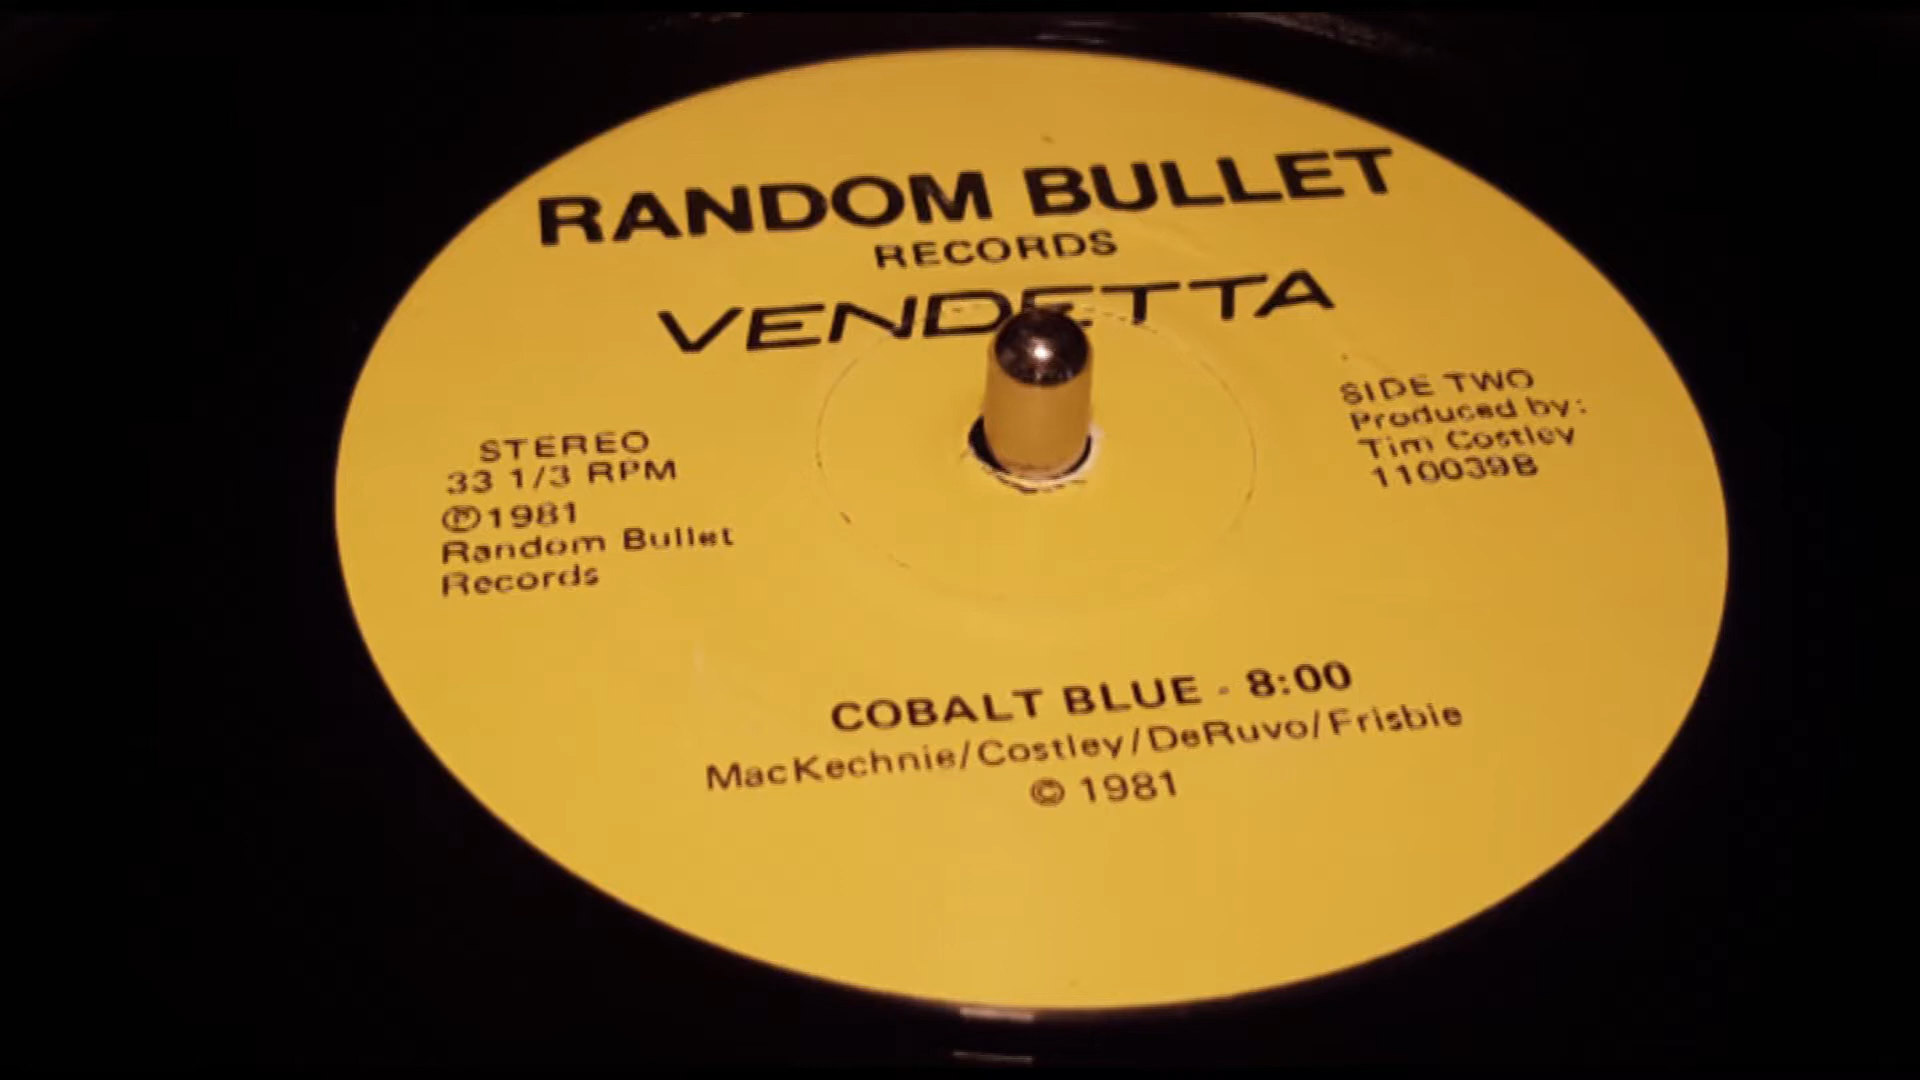 RANDOM BULLET
RECORDS
VENDETTA
STEREO
33 1/3 RPM
Ⓟ1981
Random Bullet
Records
SIDE TWO
Produced by:
Tim Costley
110039B
COBALT BLUE - 8:00
MacKechnie/Costley/DeRuvo/Frisbie
© 1981